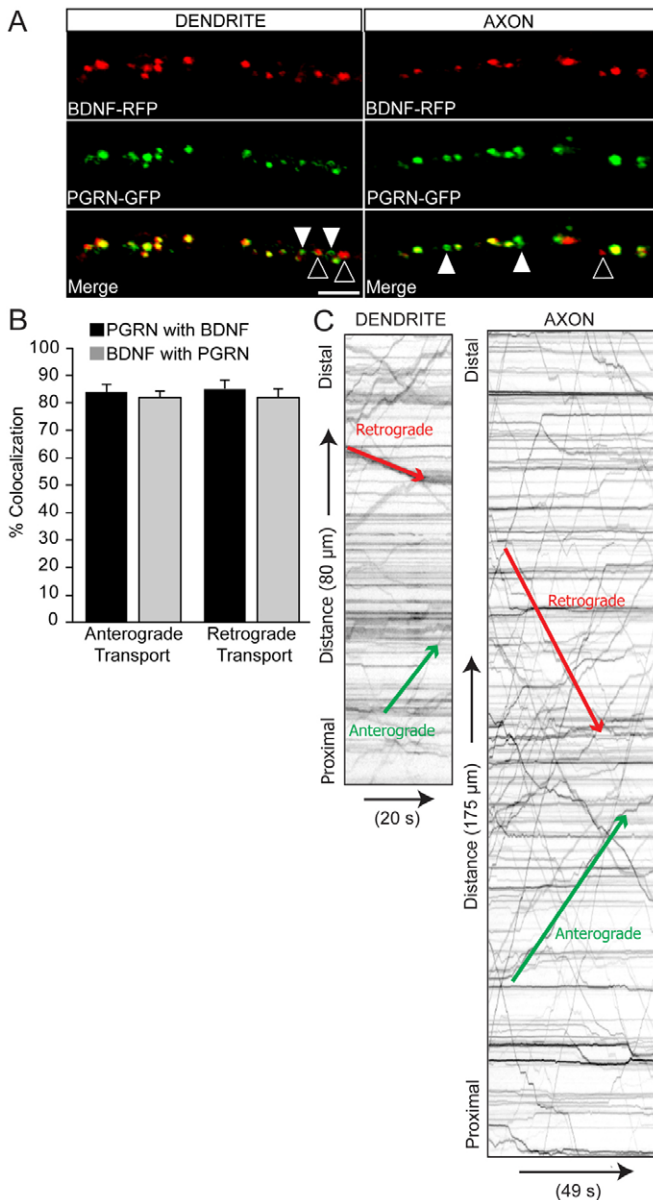 A
DENDRITE
AXON
BDNF-RFP
BDNF-RFP
PGRN-GFP
PGRN-GFP
Merge
Merge
B
PGRN with BDNF
BDNF with PGRN
% Colocalization
100
90
80
70
60
50
40
30
20
10
0
Anterograde
Transport
Retrograde
Transport
C
DENDRITE
Distal
Distance (80 µm)
Proximal
Retrograde
Anterograde
(20 s)
AXON
Distal
Distance (175 µm)
Proximal
Retrograde
Anterograde
(49 s)